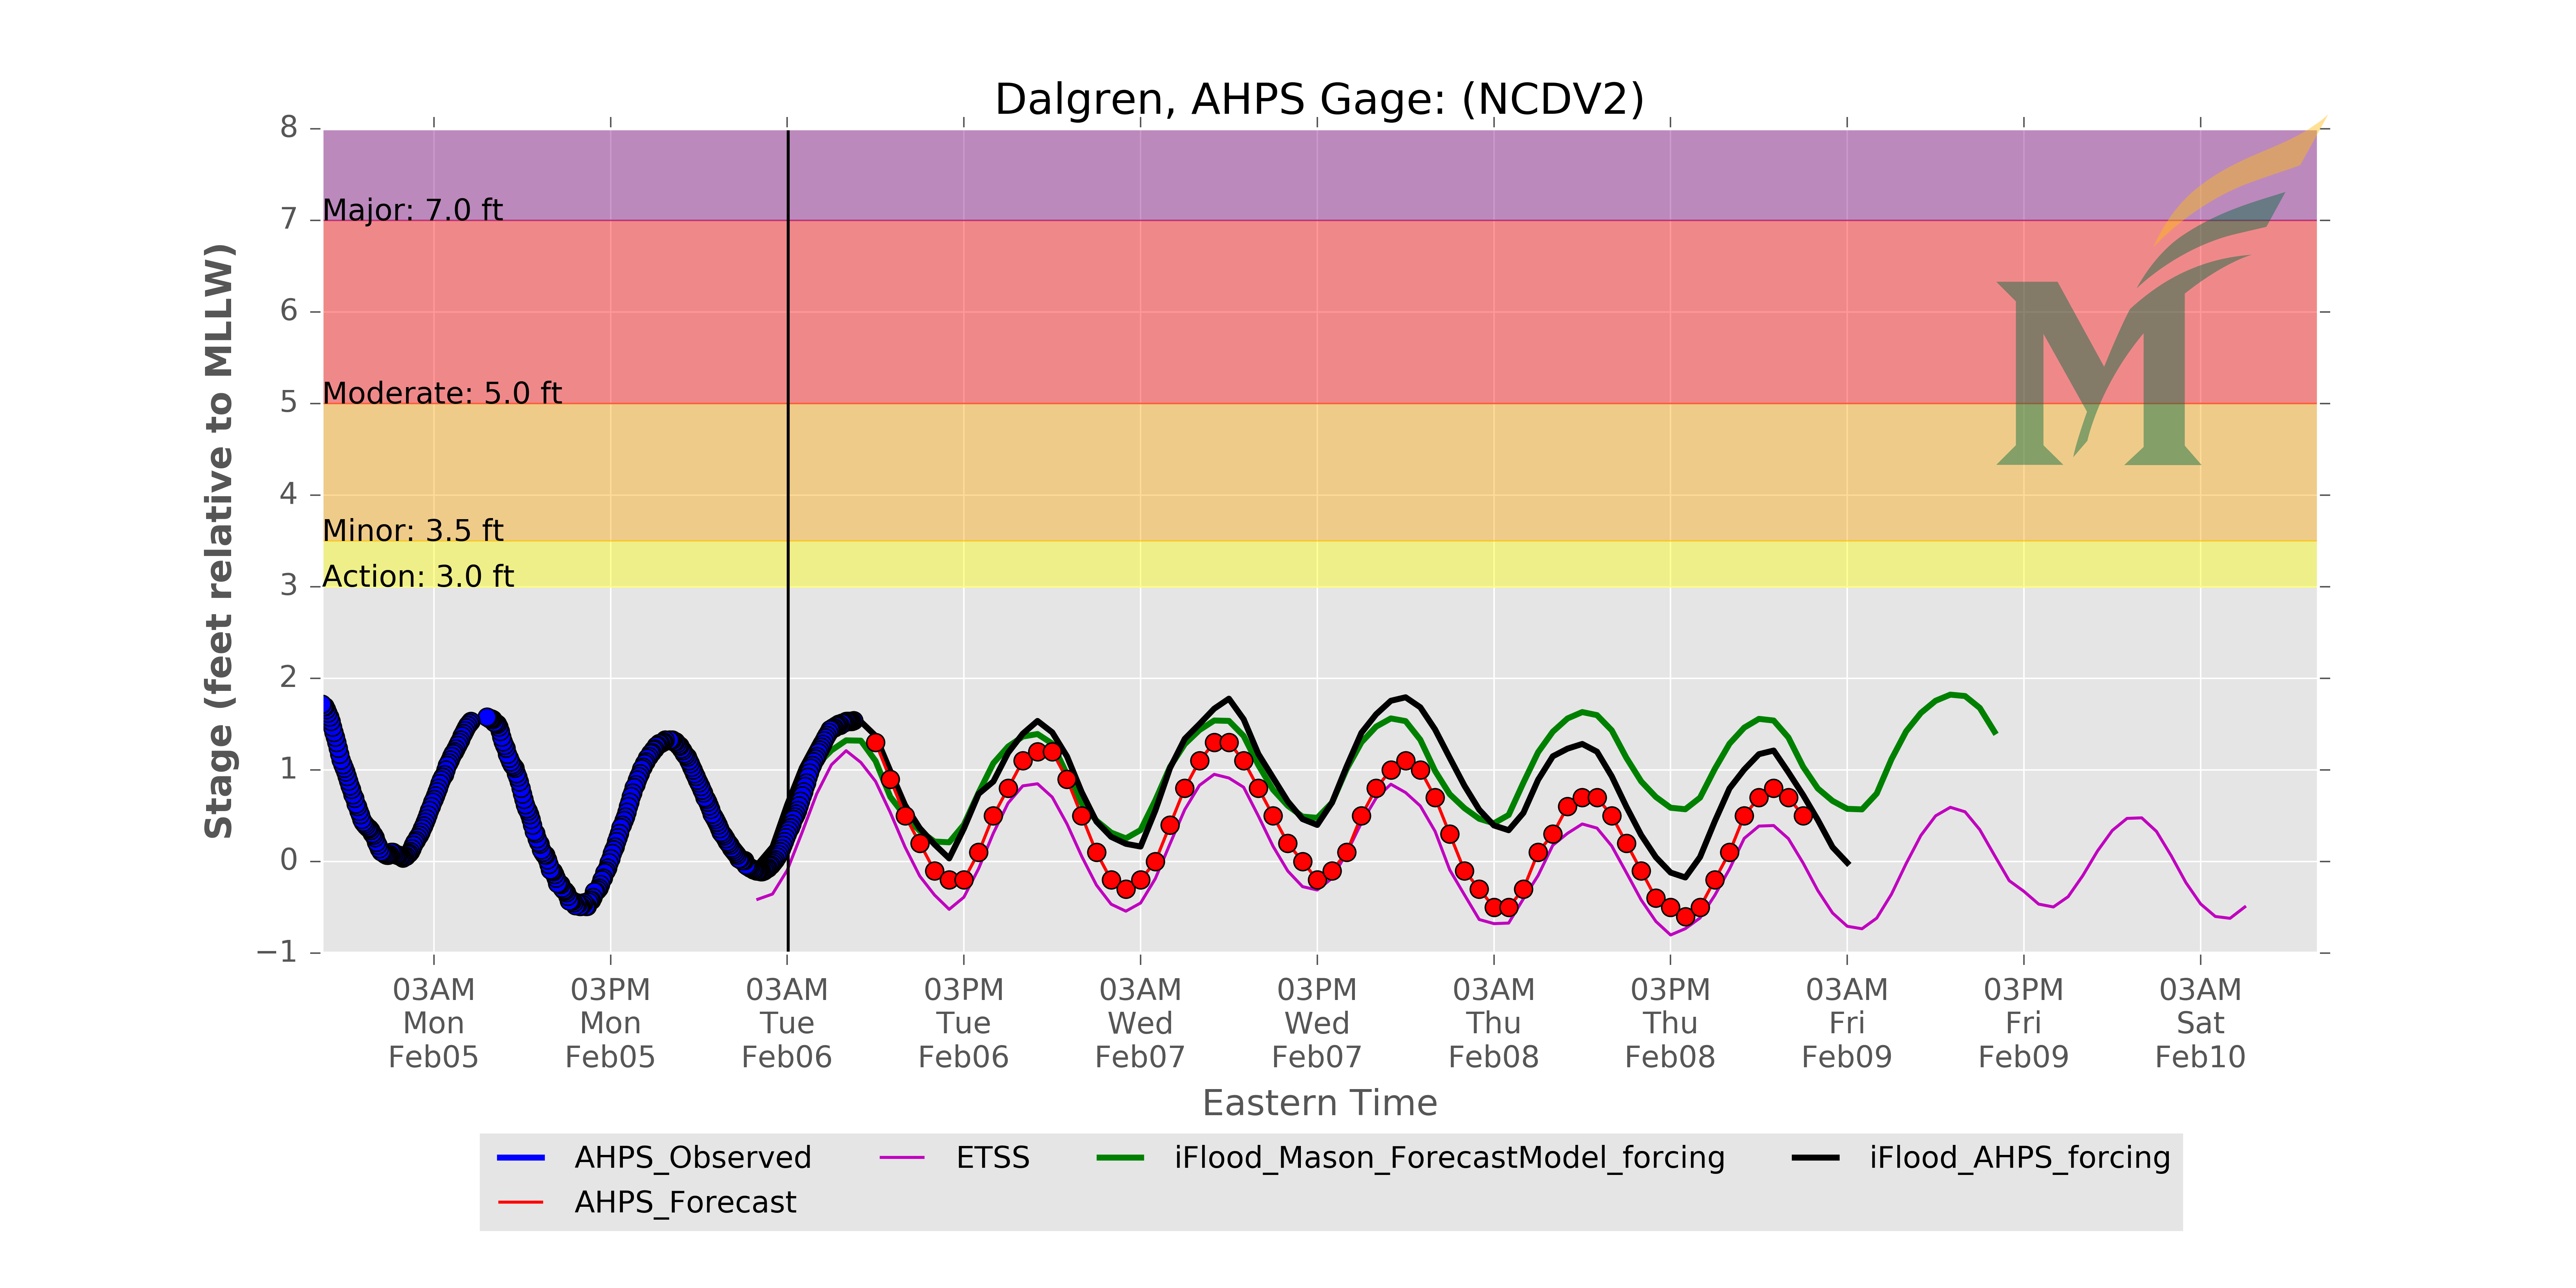 Dalgren, AHPS Gage: (NCDV2)
8
7
6
5
4
3
2
1
0
−1
Stage (feet relative to MLLW)
Major: 7.0 ft
Moderate: 5.0 ft
Minor: 3.5 ft
Action: 3.0 ft
M
03AM
Mon
Feb05
03PM
Mon
Feb05
03AM
Tue
Feb06
03PM
Tue
Feb06
03AM
Wed
Feb07
03PM
Wed
Feb07
03AM
Thu
Feb08
03PM
Thu
Feb08
03AM
Fri
Feb09
03PM
Fri
Feb09
03AM
Sat
Feb10
Eastern Time
AHPS_Observed
AHPS_Forecast
ETSS
iFlood_Mason_ForecastModel_forcing
iFlood_AHPS_forcing